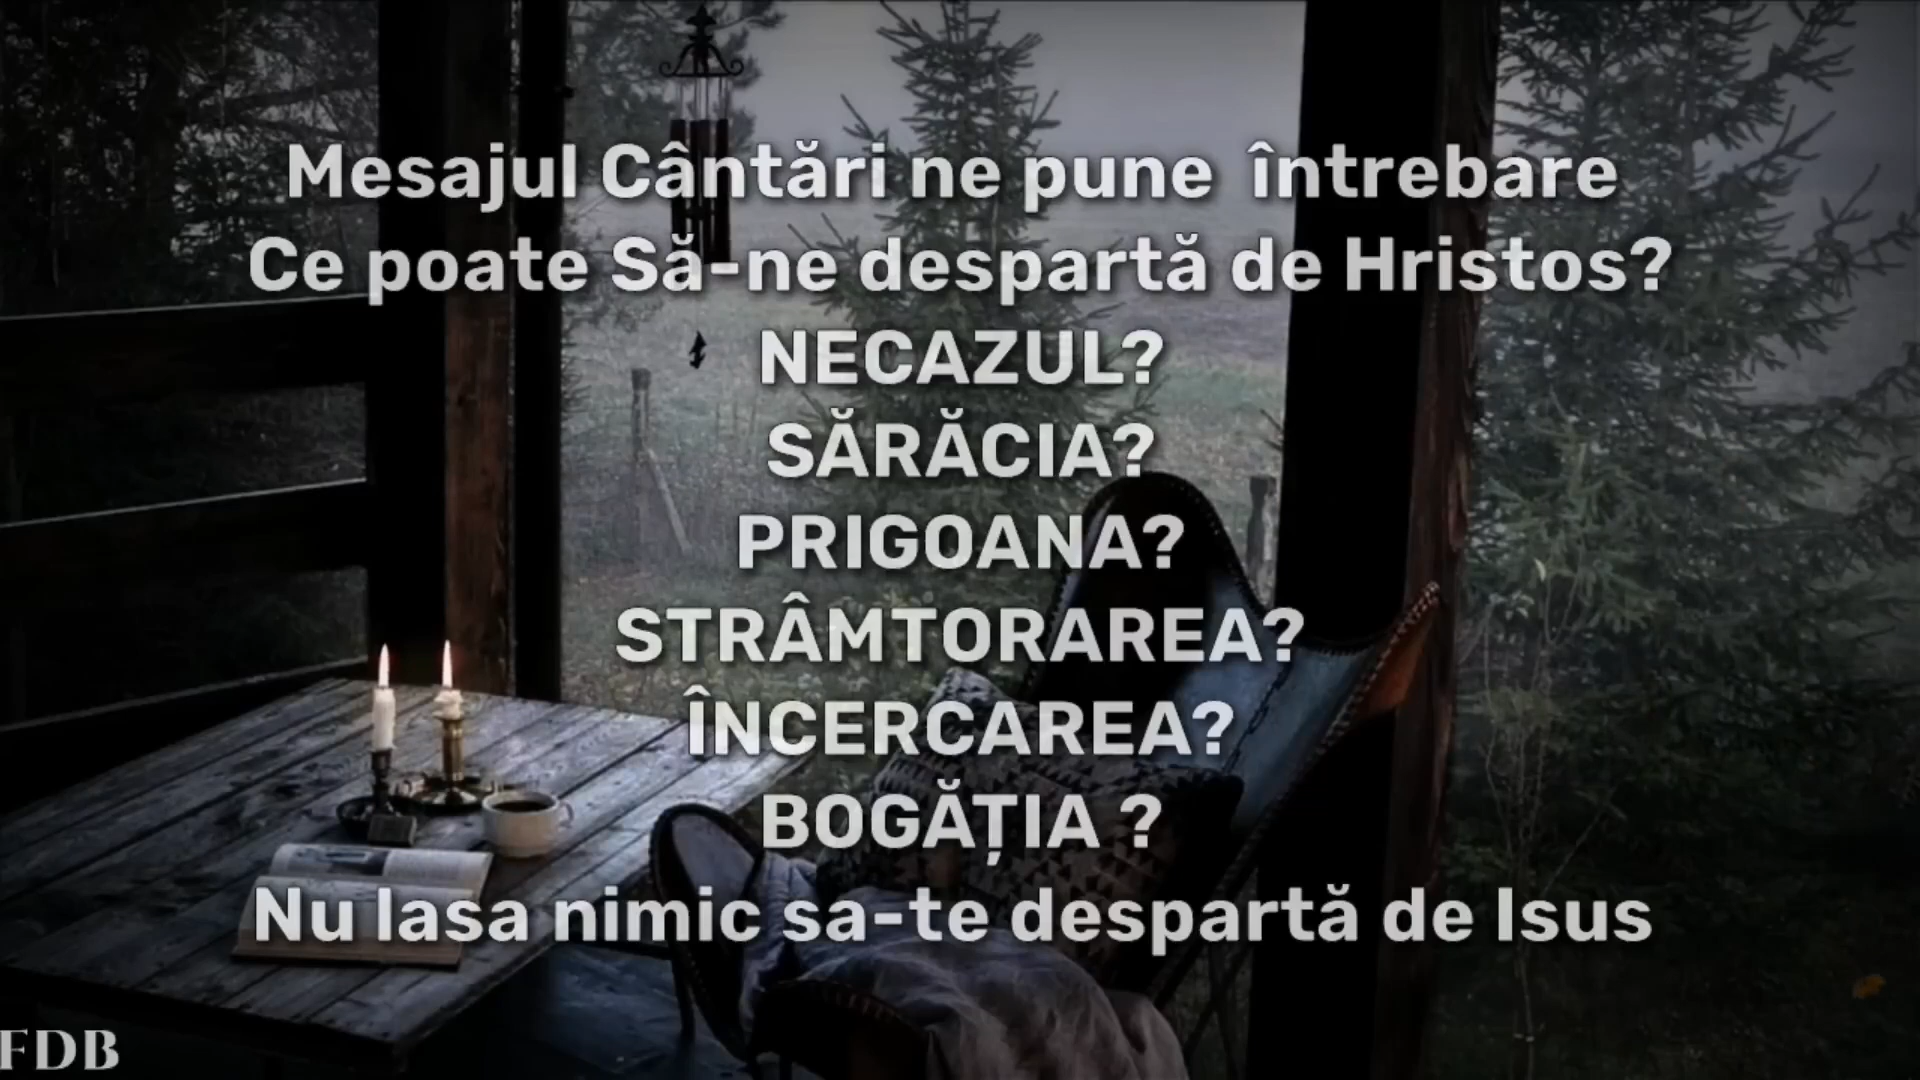 Mesajul Cântări ne pune întrebare
Ce poate Să-ne despartă de Hristos?
NECAZUL?
SĂRĂCIA?
PRIGOANA?
STRÂMTORAREA?
ÎNCERCAREA?
BOGĂȚIA ?
Nu lasa nimic sa-te despartă de Isus
FDB